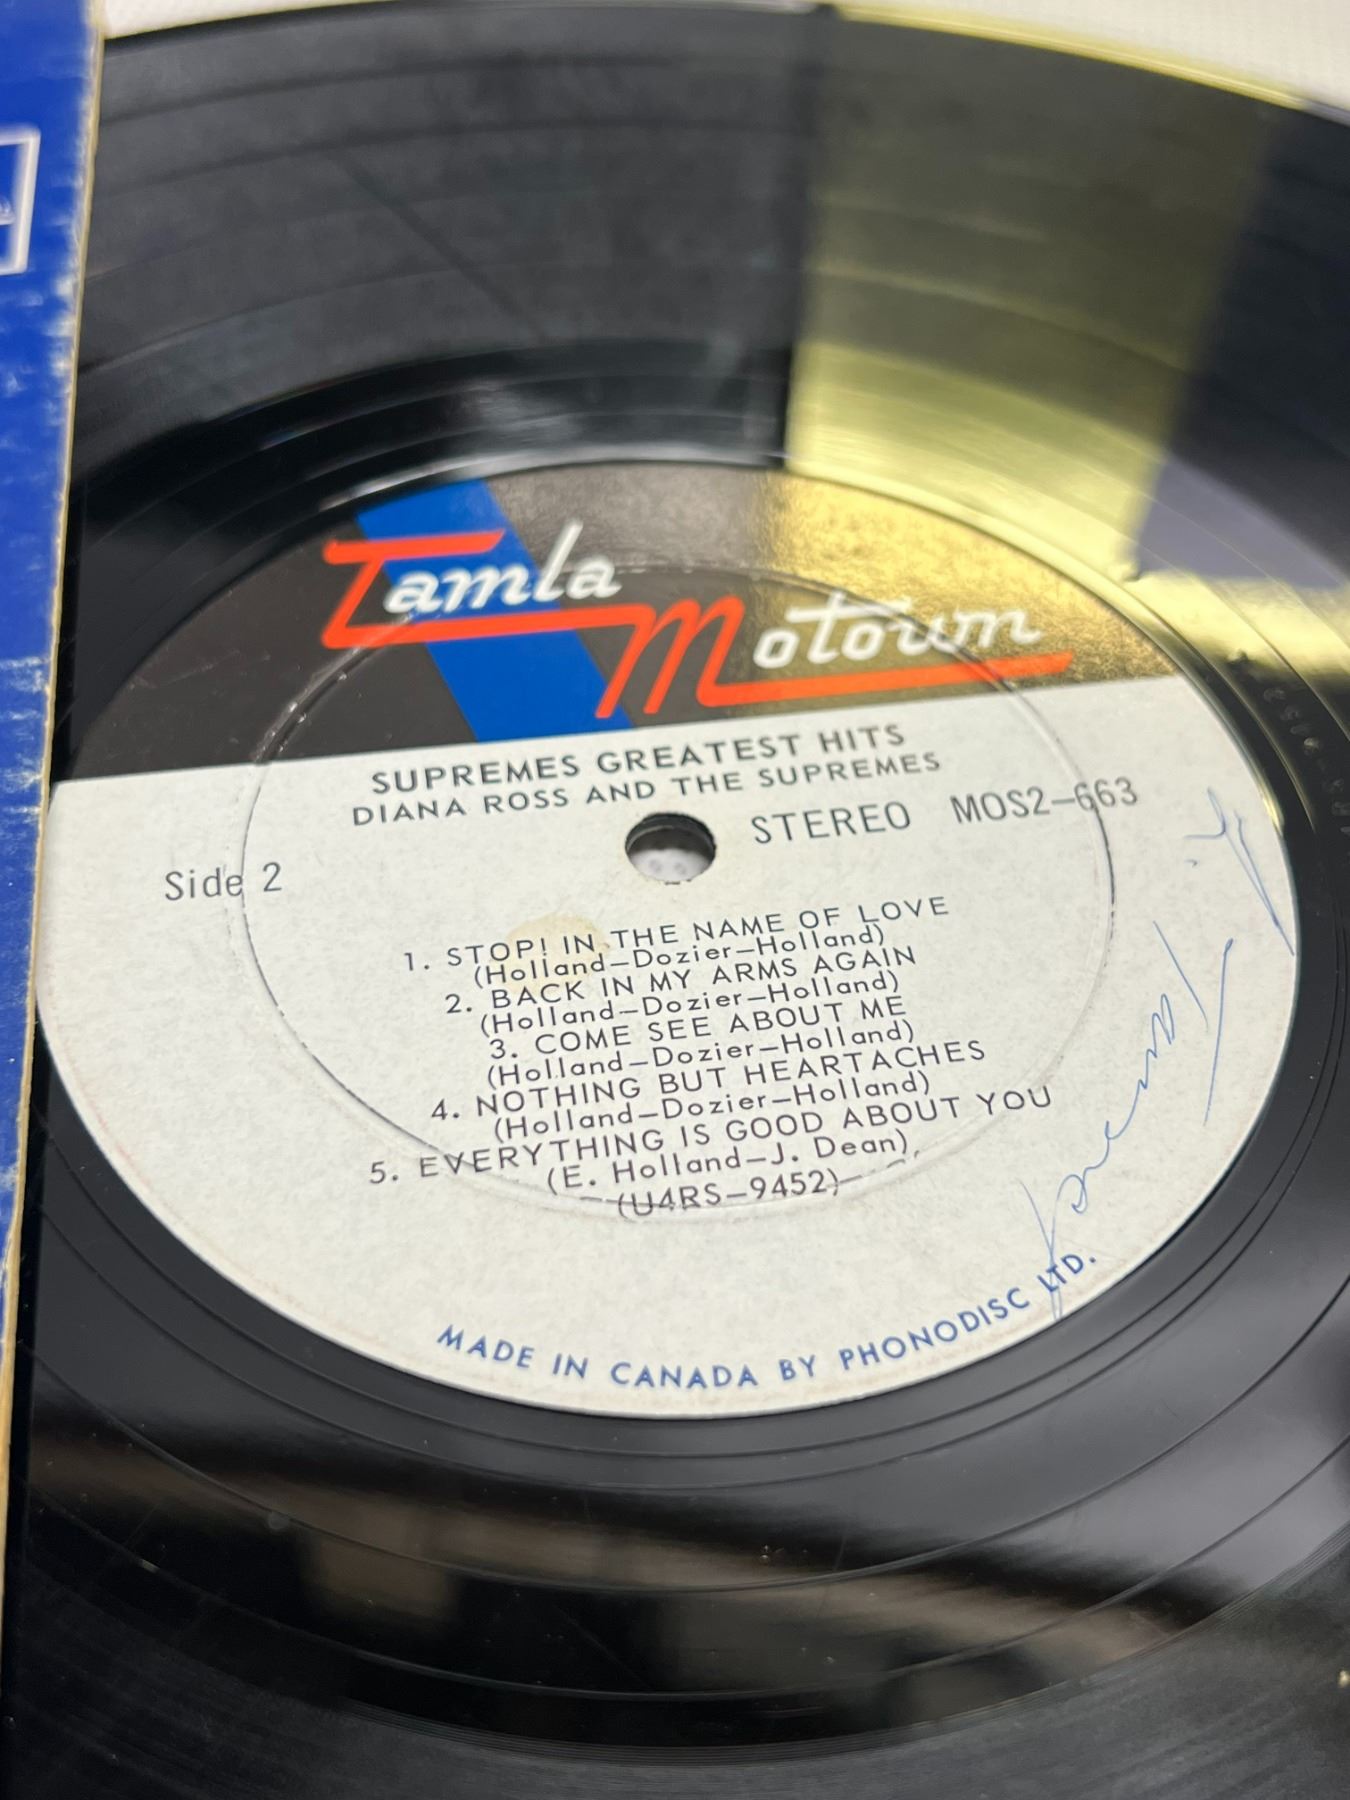 Tamla Motown
SUPREMES GREATEST HITS
DIANA ROSS AND THE SUPREMES
STEREO MOS2-663
Side 2
1. STOP! IN THE NAME OF LOVE
(Holland-Dozier-Holland)
2. BACK IN MY ARMS AGAIN
(Holland-Dozier-Holland)
3. COME SEE ABOUT ME
(Holland-Dozier-Holland)
4. NOTHING BUT HEARTACHES
(Holland-Dozier-Holland)
5. EVERYTHING IS GOOD ABOUT YOU
(E. Holland-J. Dean)
(U4RS-9452)
MADE IN CANADA BY PHONODISC LTD.